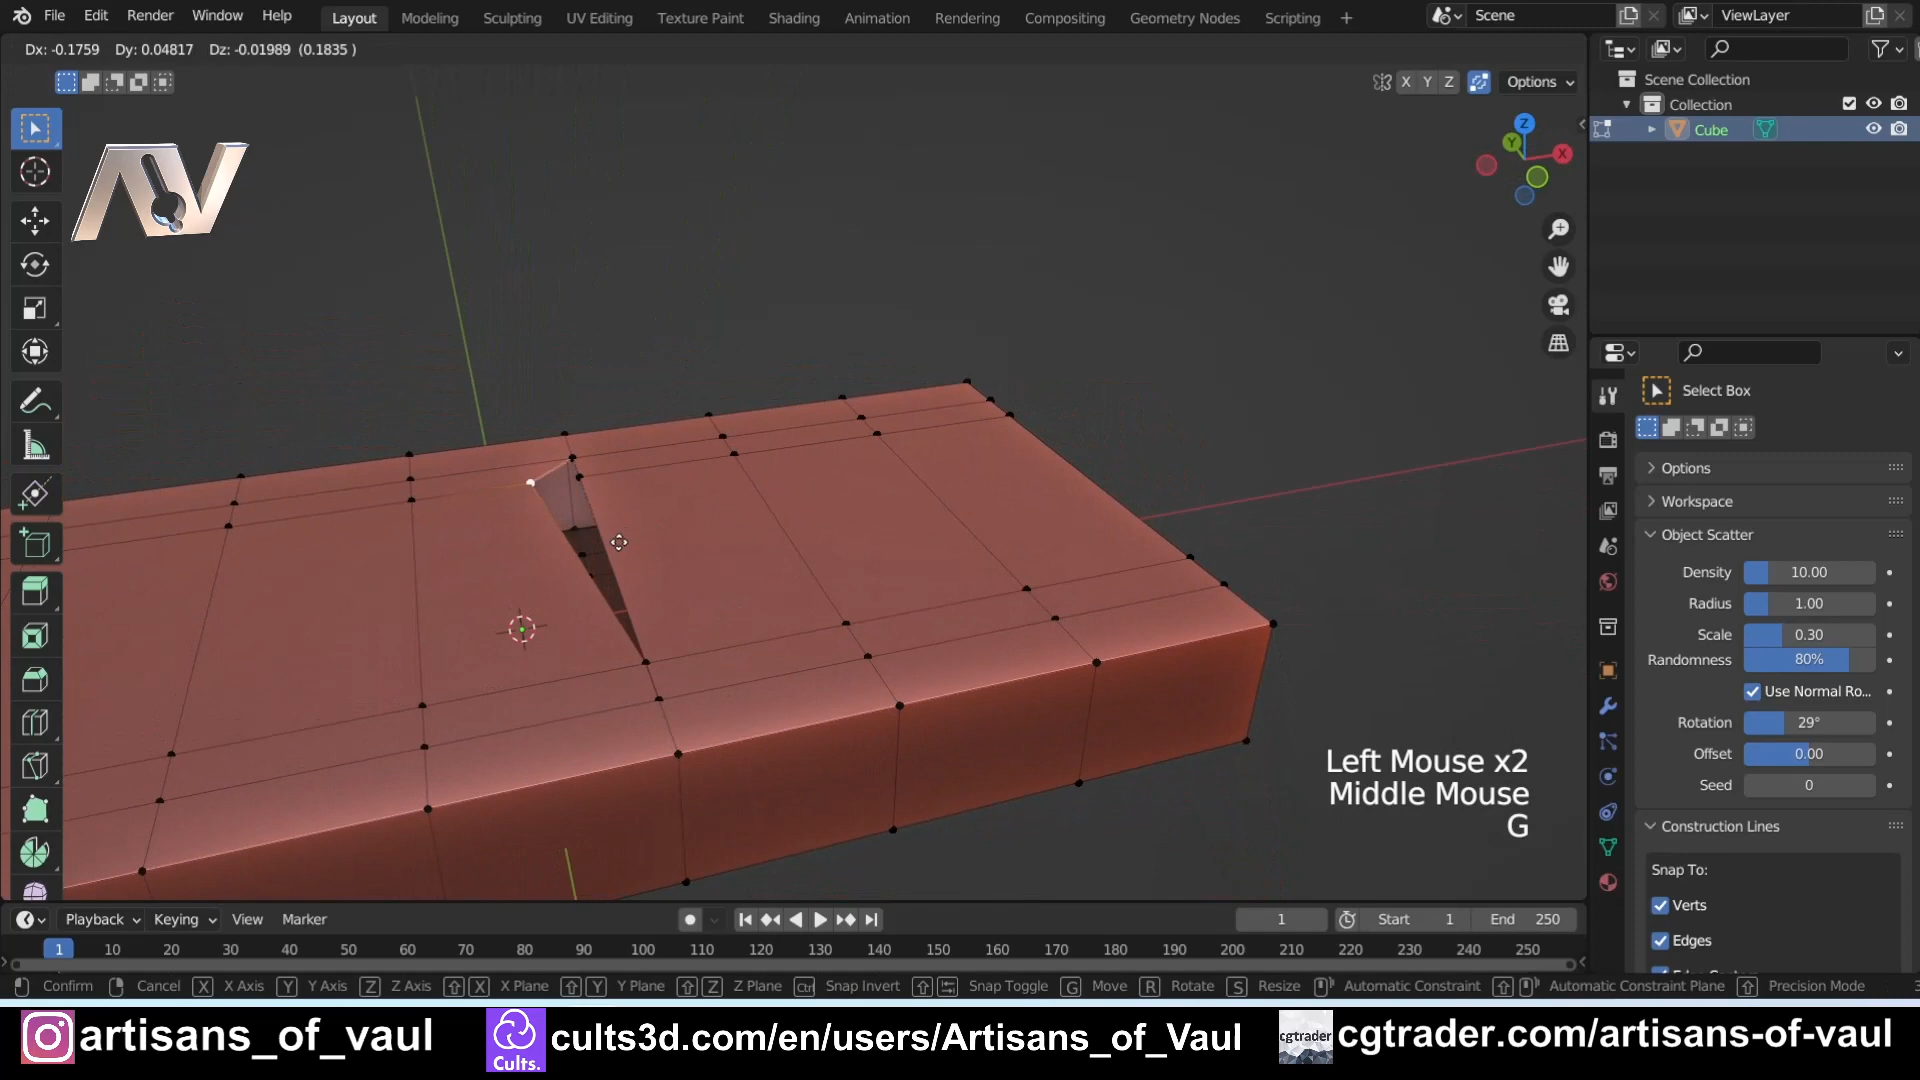 File Edit Render Window Help Layout Modeling Sculpting UV Editing Texture Paint Shading Animation Rendering Compositing Geometry Nodes Scripting + Scene ViewLayer
Dx: -0.1759 Dy: 0.04817 Dz: -0.01989 (0.1835 )
X Y Z Options
Scene Collection
Collection
Cube
Z
Y
X
AV
Select Box
Options
Workspace
Object Scatter
Density 10.00
Radius 1.00
Scale 0.30
Randomness 80%
Use Normal Ro...
Rotation 29°
Offset 0.00
Seed 0
Construction Lines
Snap To:
Verts
Edges
Left Mouse x2
Middle Mouse
G
Playback Keying View Marker 1 Start 1 End 250
1 10 20 30 40 50 60 70 80 90 100 110 120 130 140 150 160 170 180 190 200 210 220 230 240 250
Confirm Cancel X X Axis Y Y Axis Z Z Axis X X Plane Y Y Plane Z Z Plane Ctrl Snap Invert Snap Toggle G Move R Rotate S Resize Automatic Constraint Automatic Constraint Plane Precision Mode
artisans_of_vaul Cults. cults3d.com/en/users/Artisans_of_Vaul cgtrader cgtrader.com/artisans-of-vaul